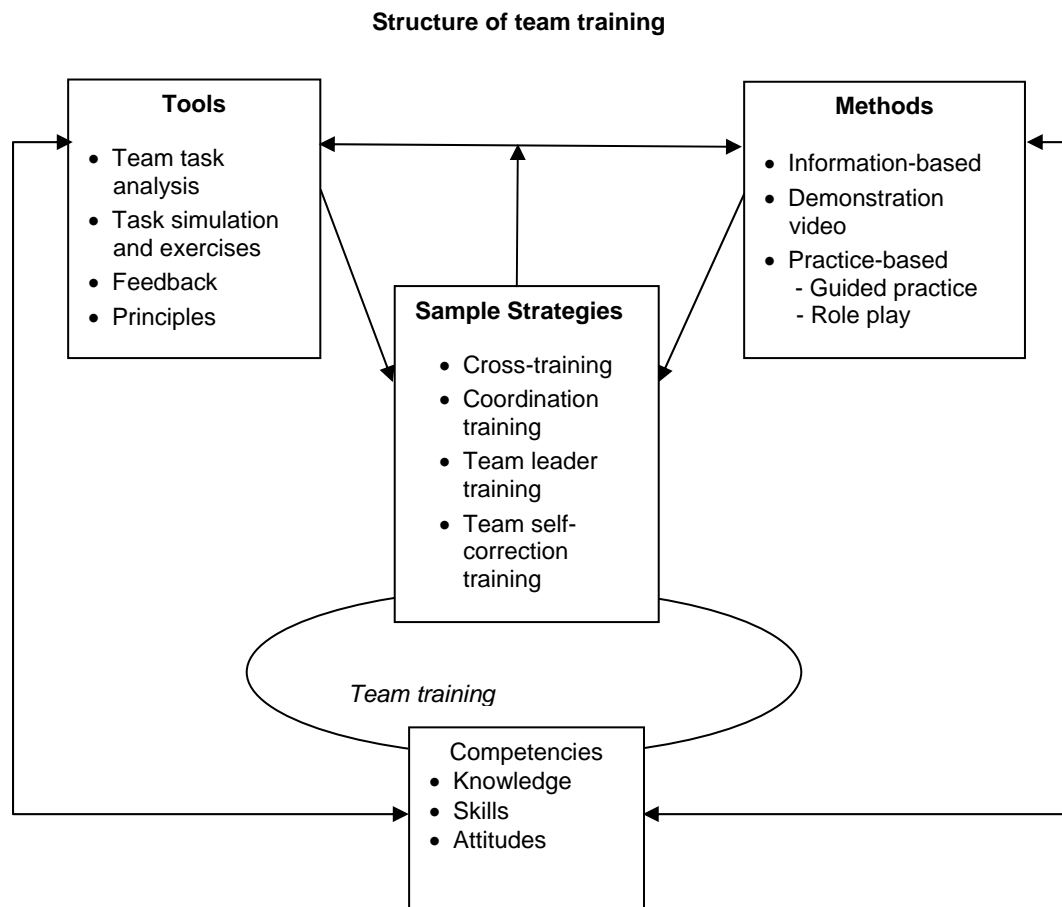 Structure of team training
Tools
• Team task
analysis
• Task simulation
and exercises
• Feedback
• Principles
Methods
• Information-based
• Demonstration
video
• Practice-based
- Guided practice
- Role play
Sample Strategies
• Cross-training
• Coordination
training
• Team leader
training
• Team self-
correction
training
Team training
Competencies
• Knowledge
• Skills
• Attitudes